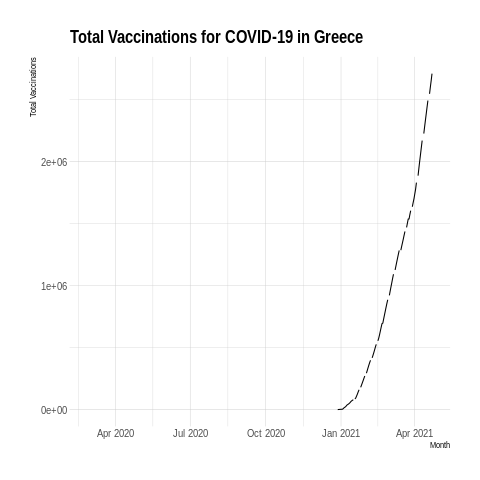 Total Vaccinations for COVID-19 in Greece
Total Vaccinations
2e+06
1e+06
0e+00
Apr 2020 Jul 2020 Oct 2020 Jan 2021 Apr 2021
Month